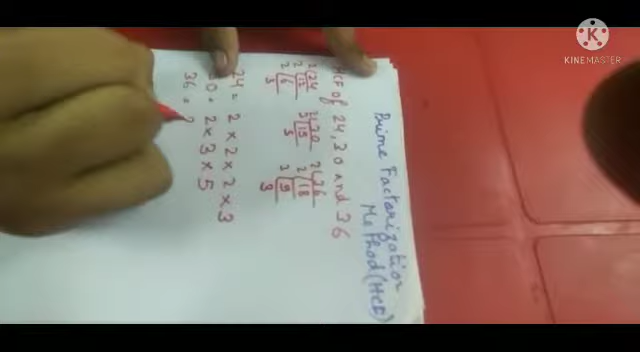 Prime Factorization
Method (HCF)
HCF of 24, 30 and 36
2 24 2 12 2 6 3
3 30 15 5
2 36 2 18 2 9 3
24 = 2 × 2 × 2 × 3
0 = 2 × 3 × 5
36 = 2
KINEMASTER